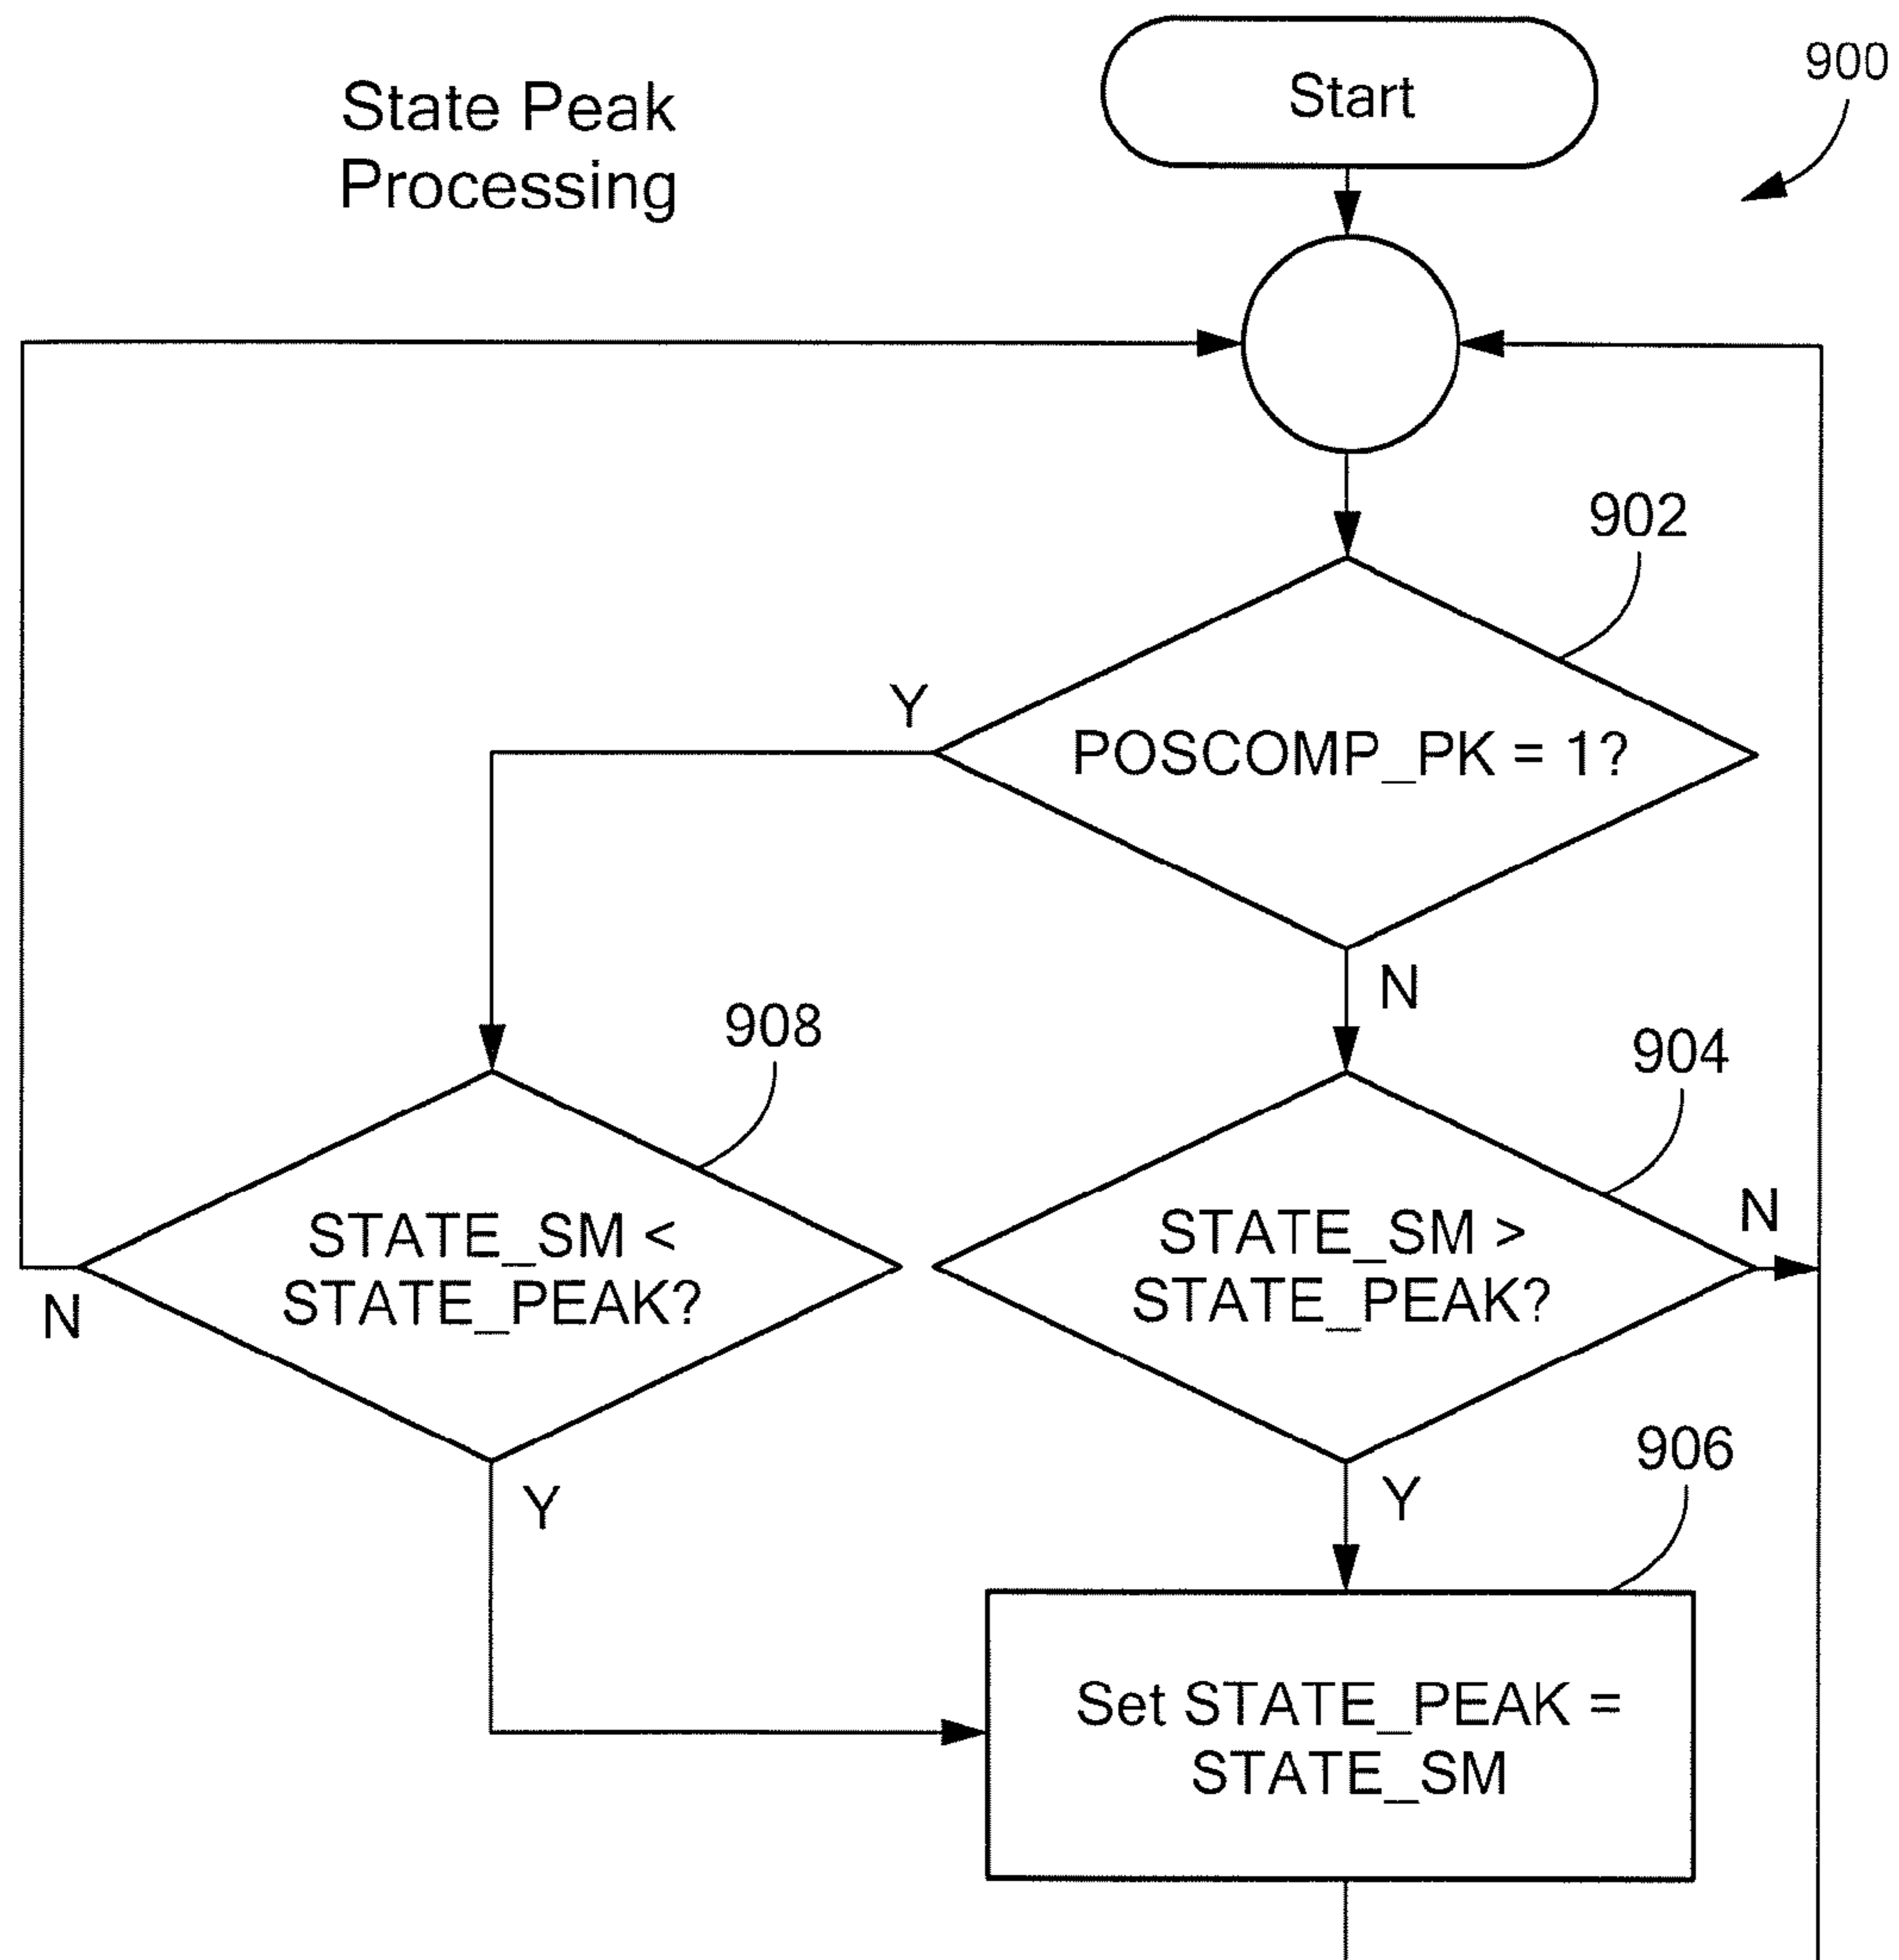 State Peak
Processing
Start
900
902
Y
POSCOMP_PK = 1?
N
908
904
STATE_SM <
STATE_PEAK?
N
STATE_SM >
STATE_PEAK?
N
Y
Y
906
Set STATE_PEAK =
STATE_SM